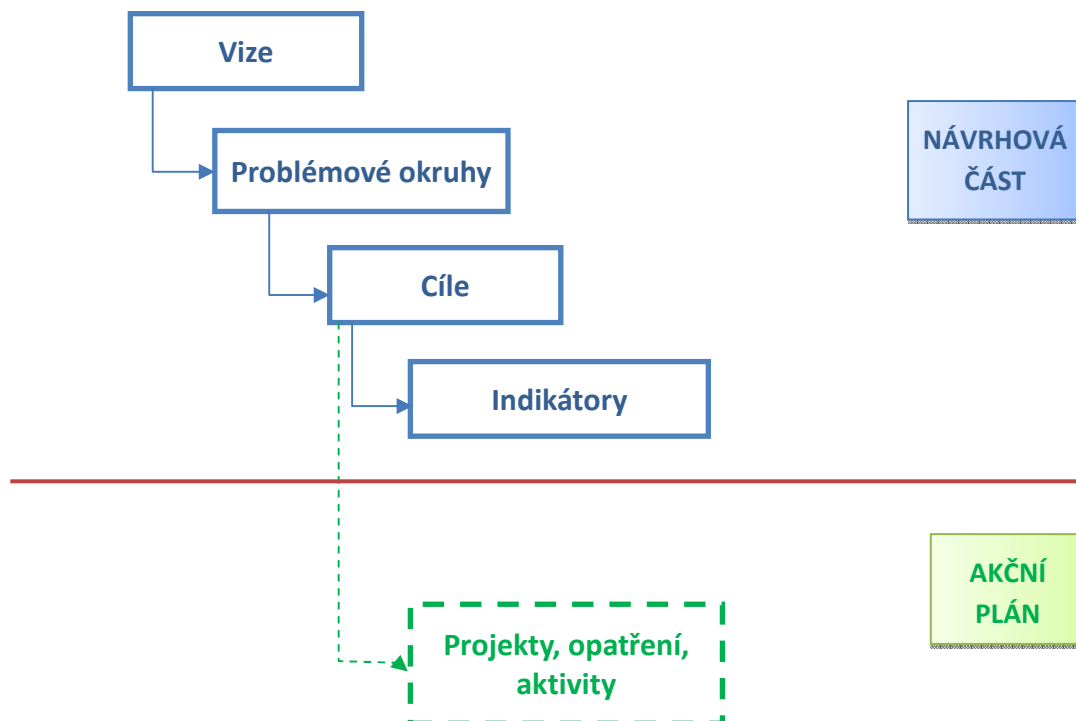 Vize
NÁVRHOVÁ
ČÁST
Problémové okruhy
Cíle
Indikátory
AKČNÍ
PLÁN
Projekty, opatření,
aktivity